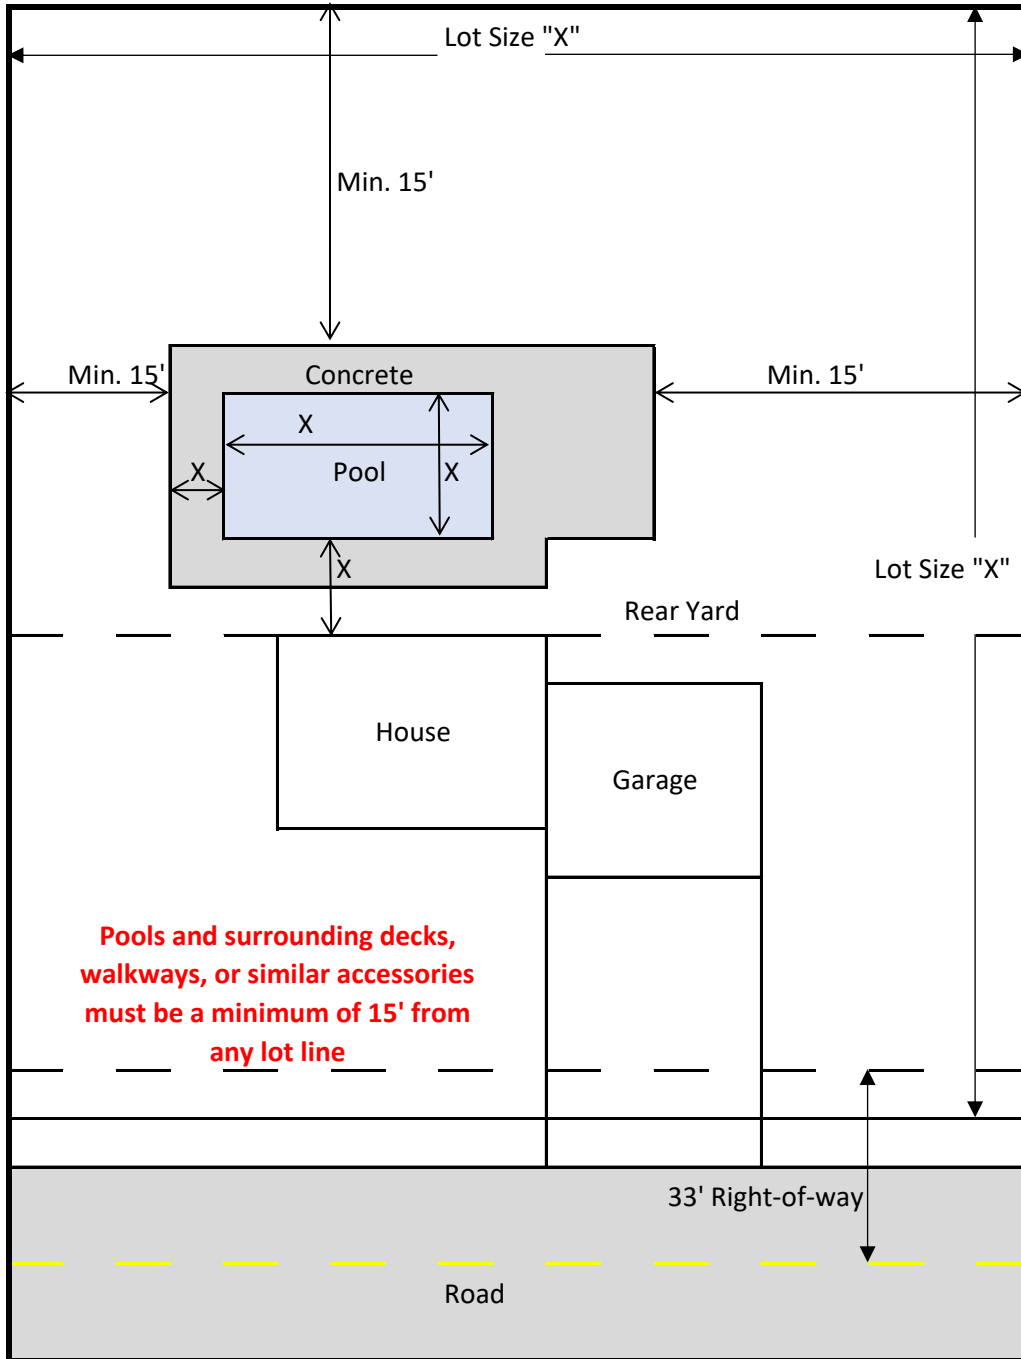 Lot Size "X"
Min. 15'
Min. 15'
Concrete
Min. 15'
X
X
Pool
X
X
Lot Size "X"
Rear Yard
House
Garage
Pools and surrounding decks,
walkways, or similar accessories
must be a minimum of 15' from
any lot line
33' Right-of-way
Road